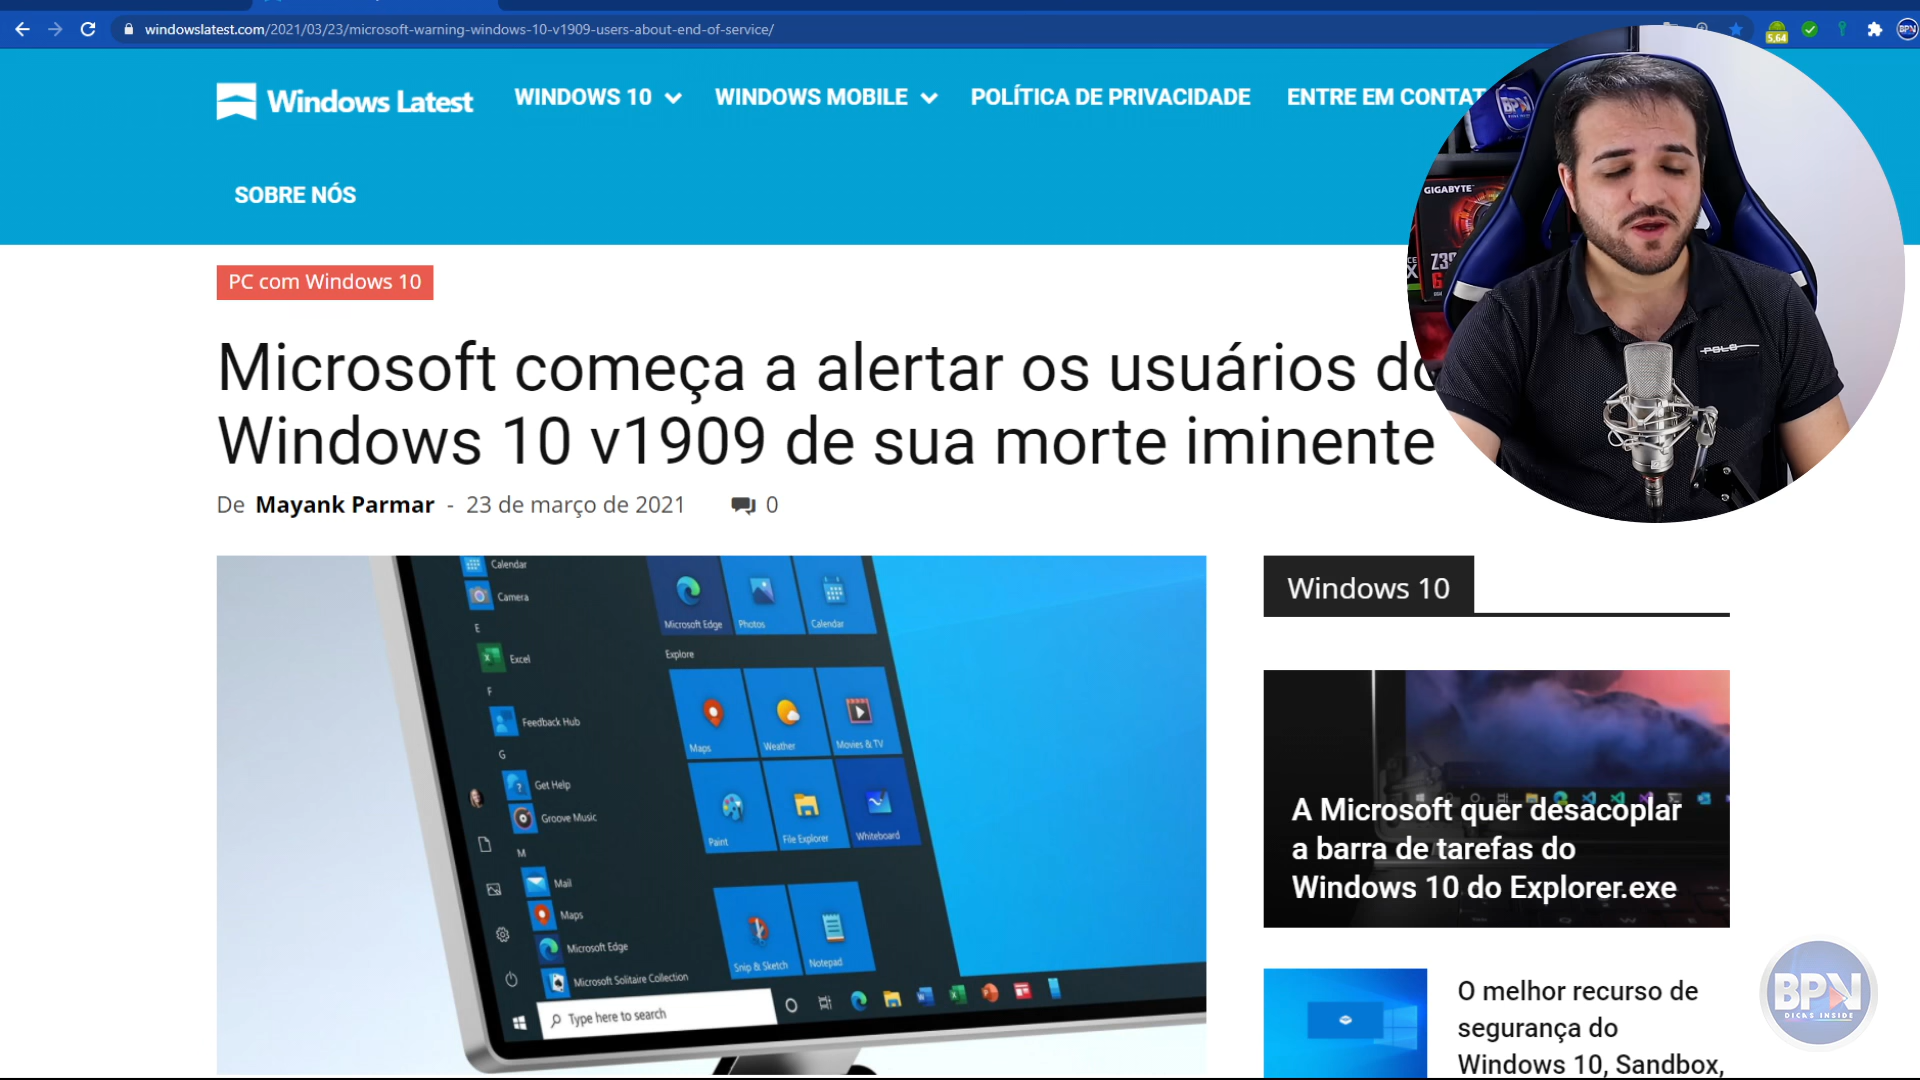 windowslatest.com/2021/03/23/microsoft-warning-windows-10-v1909-users-about-end-of-service/
5,64
BPN
Windows Latest
WINDOWS 10
WINDOWS MOBILE
POLÍTICA DE PRIVACIDADE
ENTRE EM CONTAT
SOBRE NÓS
BPN
GIGABYTE
Z39
POLO
PC com Windows 10
Microsoft começa a alertar os usuários do
Windows 10 v1909 de sua morte iminente
De Mayank Parmar - 23 de março de 2021 0
Calendar
Camera
E
Excel
F
Feedback Hub
G
Get Help
Groove Music
M
Mail
Maps
Microsoft Edge
Microsoft Solitaire Collection
Type here to search
Microsoft Edge
Photos
Calendar
Explore
Maps
Weather
Movies & TV
Paint
File Explorer
Whiteboard
Snip & Sketch
Notepad
Windows 10
A Microsoft quer desacoplar
a barra de tarefas do
Windows 10 do Explorer.exe
O melhor recurso de
segurança do
Windows 10, Sandbox,
BPN
DICAS INSIDE